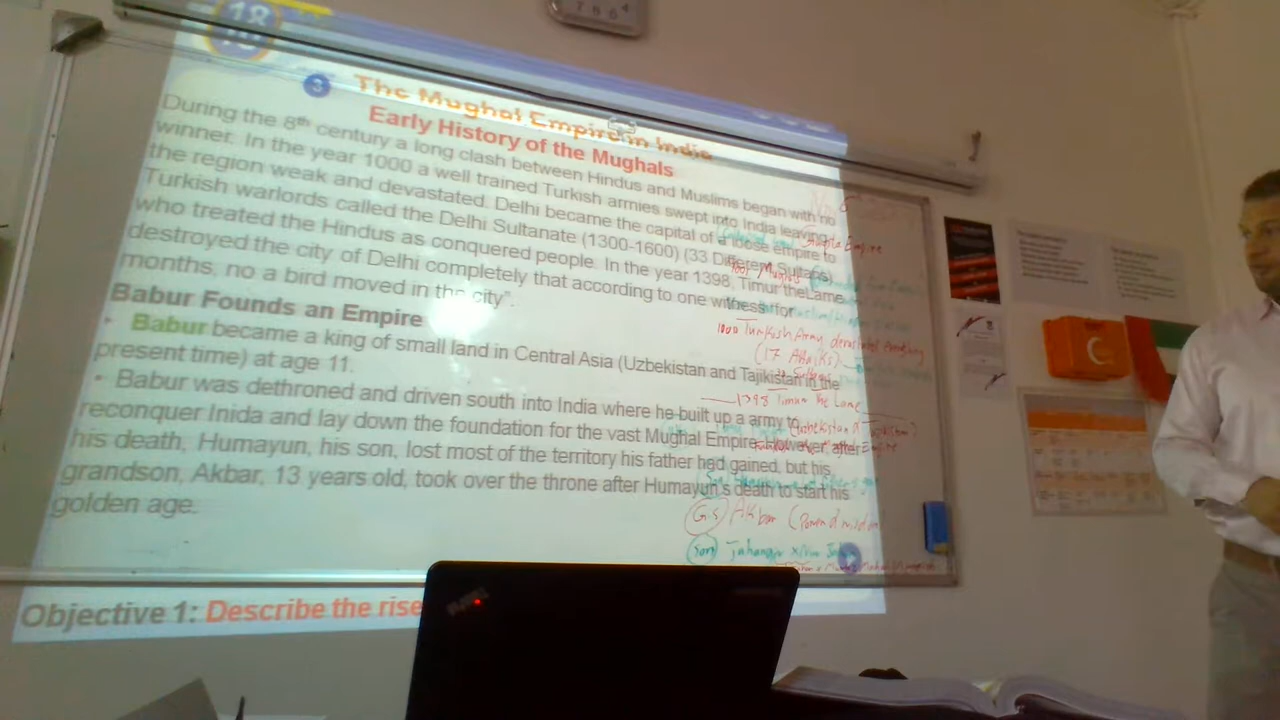 18
3
The Mughal Empire in India
Early History of the Mughals
During the 8th century a long clash between Hindus and Muslims began with no
winner. In the year 1000 a well trained Turkish armies swept into India leaving
the region weak and devastated. Delhi became the capital of a loose empire to
Turkish warlords called the Delhi Sultanate (1300-1600) (33 Different Sultans)
who treated the Hindus as conquered people. In the year 1398, Timur the Lame
destroyed the city of Delhi completely that according to one witness "for
months, no a bird moved in the city".
Babur Founds an Empire
• Babur became a king of small land in Central Asia (Uzbekistan and Tajikistan in the
present time) at age 11.
• Babur was dethroned and driven south into India where he built up a army to
reconquer Inida and lay down the foundation for the vast Mughal Empire. However, after
his death, Humayun, his son, lost most of the territory his father had gained, but his
grandson, Akbar, 13 years old, took over the throne after Humayun's death to start his
golden age.
Empire
1000 Turkish Army devastated everything
(17 Attacks)
1398 Timur the Lame
G.S Akbar
Son
Objective 1: Describe the rise